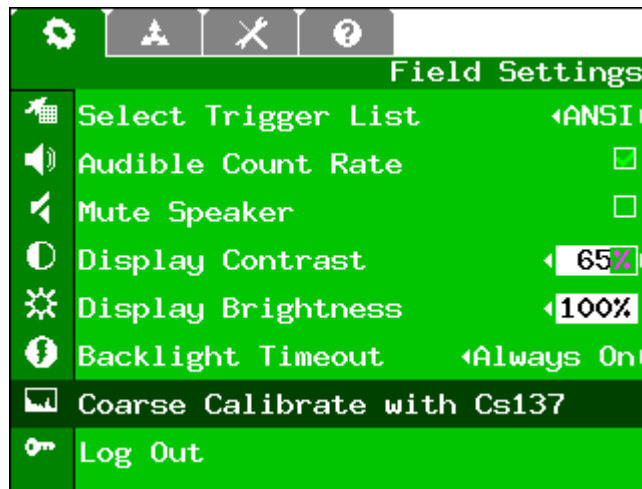 Field Settings
Select Trigger List ANSI
Audible Count Rate
Mute Speaker
Display Contrast 65%
Display Brightness 100%
Backlight Timeout Always On
Coarse Calibrate with Cs137
Log Out